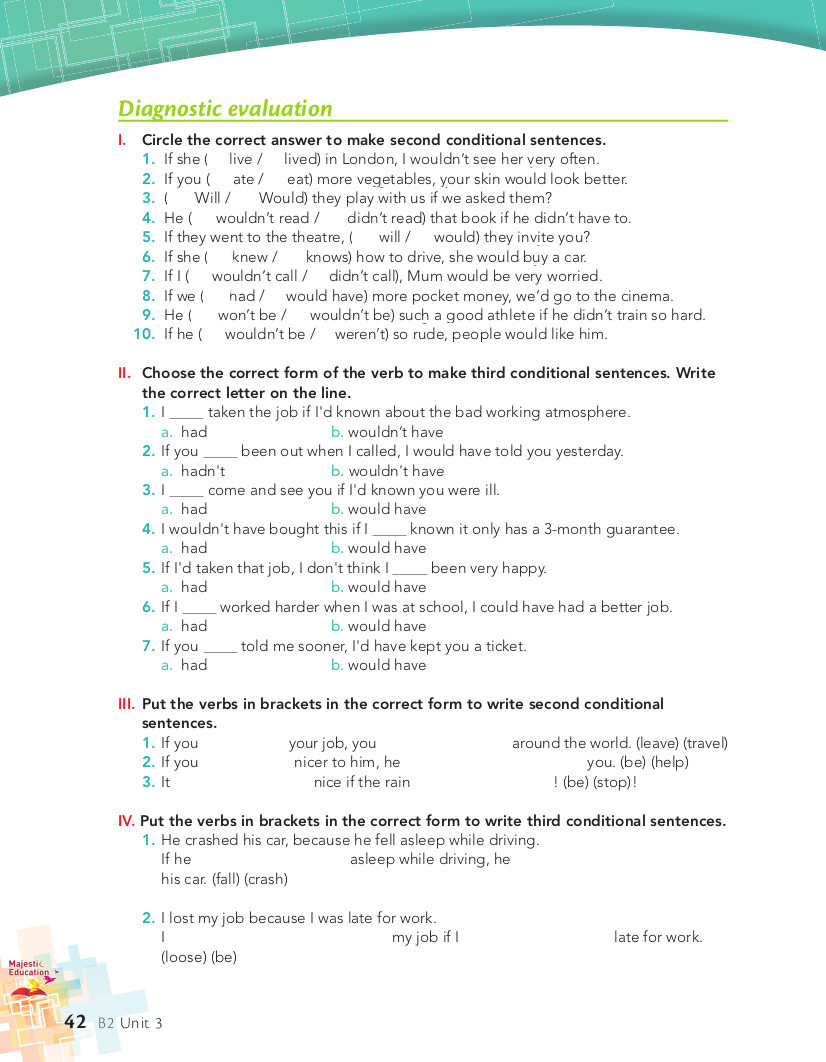 Diagnostic evaluation
I. Circle the correct answer to make second conditional sentences.
1. If she ( live / lived) in London, I wouldn't see her very often.
2. If you ( ate / eat) more vegetables, your skin would look better.
3. ( Will / Would) they play with us if we asked them?
4. He ( wouldn't read / didn't read) that book if he didn't have to.
5. If they went to the theatre, ( will / would) they invite you?
6. If she ( knew / knows) how to drive, she would buy a car.
7. If I ( wouldn't call / didn't call), Mum would be very worried.
8. If we ( had / would have) more pocket money, we'd go to the cinema.
9. He ( won't be / wouldn't be) such a good athlete if he didn't train so hard.
10. If he ( wouldn't be / weren't) so rude, people would like him.
II. Choose the correct form of the verb to make third conditional sentences. Write
the correct letter on the line.
1. I ____ taken the job if I'd known about the bad working atmosphere.
a. had b. wouldn't have
2. If you ____ been out when I called, I would have told you yesterday.
a. hadn't b. wouldn't have
3. I ____ come and see you if I'd known you were ill.
a. had b. would have
4. I wouldn't have bought this if I ____ known it only has a 3-month guarantee.
a. had b. would have
5. If I'd taken that job, I don't think I ____ been very happy.
a. had b. would have
6. If I ____ worked harder when I was at school, I could have had a better job.
a. had b. would have
7. If you ____ told me sooner, I'd have kept you a ticket.
a. had b. would have
III. Put the verbs in brackets in the correct form to write second conditional
sentences.
1. If you your job, you around the world. (leave) (travel)
2. If you nicer to him, he you. (be) (help)
3. It nice if the rain ! (be) (stop)!
IV. Put the verbs in brackets in the correct form to write third conditional sentences.
1. He crashed his car, because he fell asleep while driving.
If he asleep while driving, he
his car. (fall) (crash)
2. I lost my job because I was late for work.
I my job if I late for work.
(loose) (be)
Majestic
Education
42 B2 Unit 3